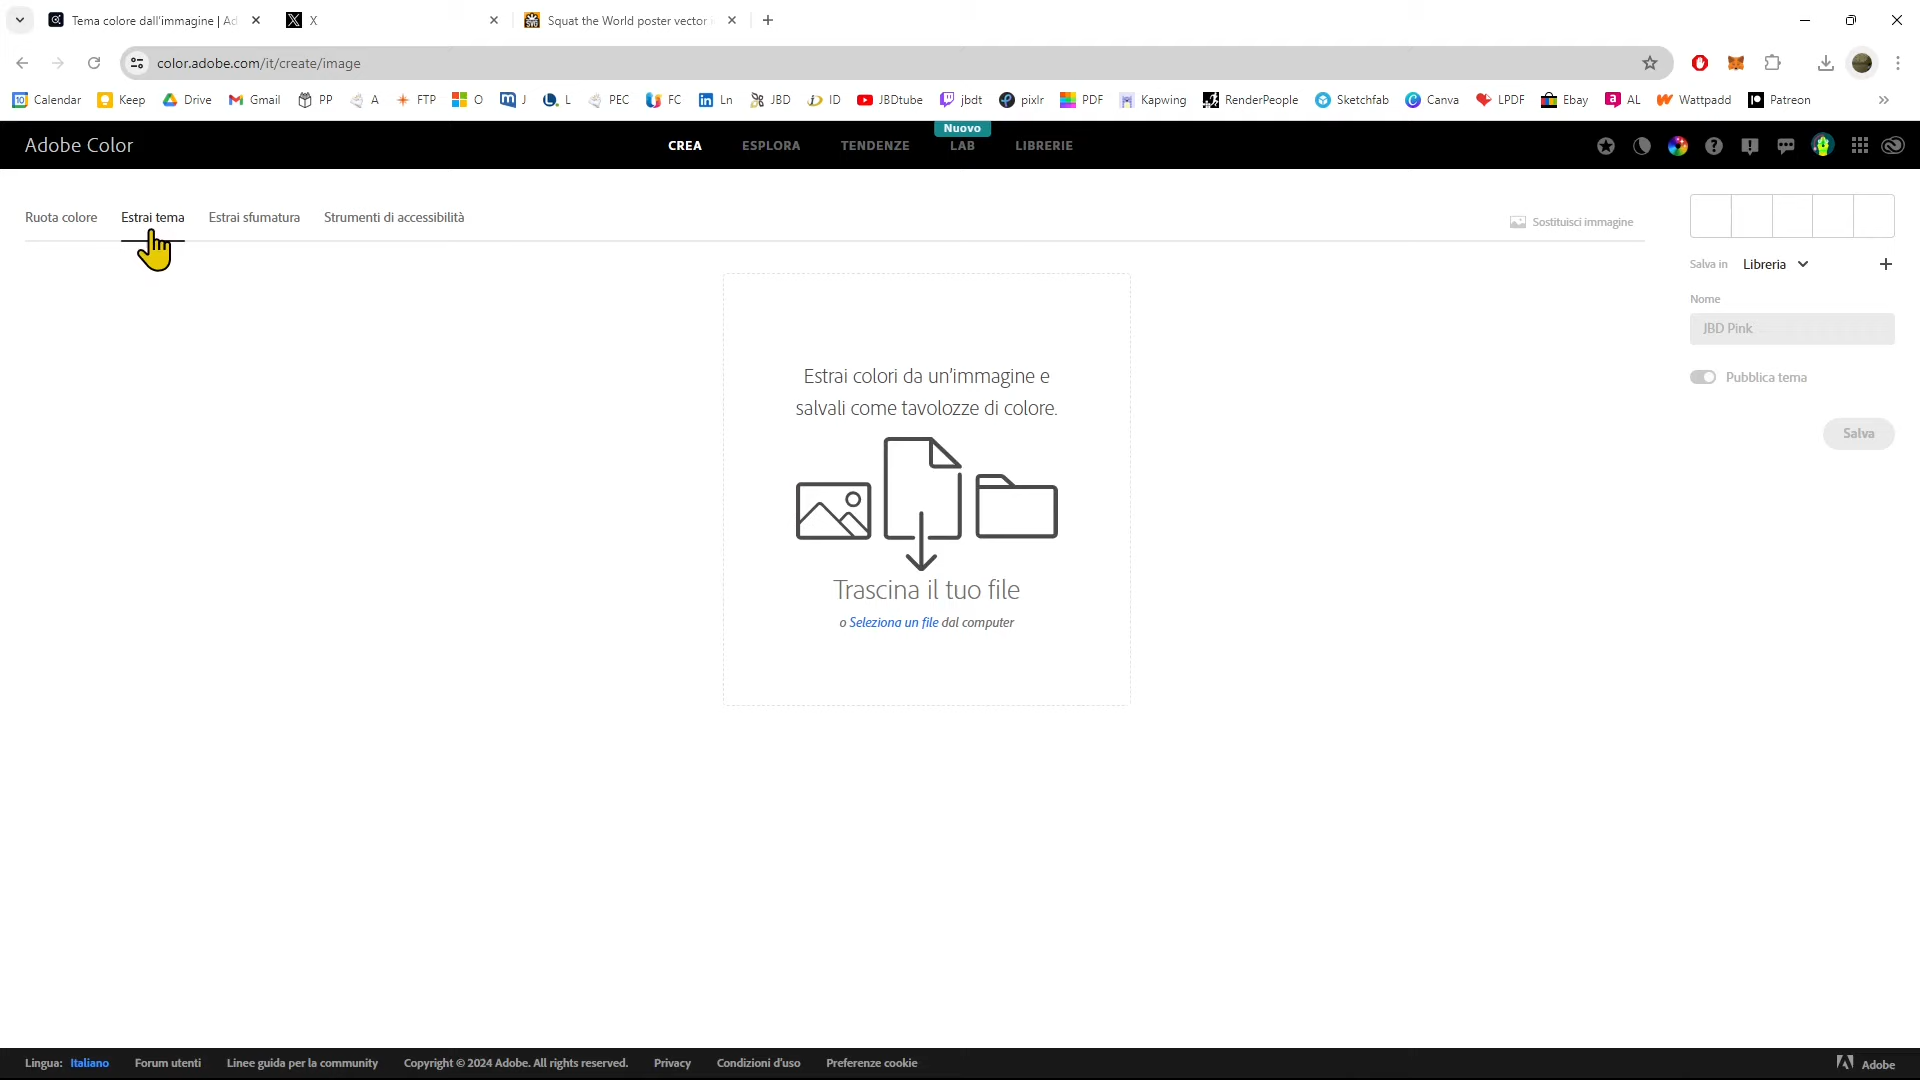 Tema colore dall'immagine | Ad
X
Squat the World poster vector i
color.adobe.com/it/create/image
Calendar Keep Drive Gmail PP A FTP O J L PEC FC Ln JBD ID JBDtube jbdt pixlr PDF Kapwing RenderPeople Sketchfab Canva LPDF Ebay AL Wattpadd Patreon
Adobe Color
CREA ESPLORA TENDENZE Nuovo LAB LIBRERIE
Ruota colore Estrai tema Estrai sfumatura Strumenti di accessibilità
Sostituisci immagine
Salva in Libreria
Nome
JBD Pink
Pubblica tema
Salva
Estrai colori da un'immagine e
salvali come tavolozze di colore.
Trascina il tuo file
o Seleziona un file dal computer
Lingua: Italiano Forum utenti Linee guida per la community Copyright © 2024 Adobe. All rights reserved. Privacy Condizioni d'uso Preferenze cookie Adobe